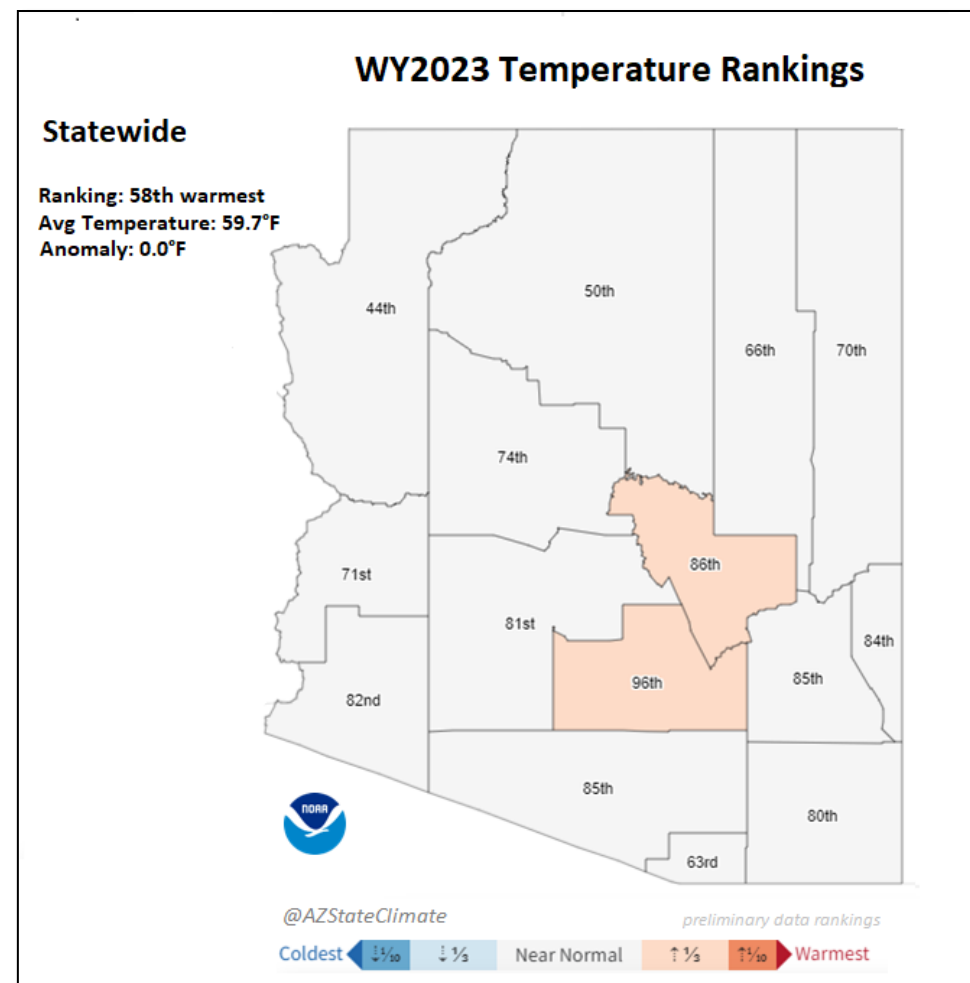 WY2023 Temperature Rankings
Statewide
Ranking: 58th warmest
Avg Temperature: 59.7°F
Anomaly: 0.0°F
50th
44th
66th
70th
74th
86th
71st
81st
84th
85th
96th
82nd
85th
80th
63rd
NOAA
@AZStateClimate
preliminary data rankings
Coldest ↓1/10 ↓1/3 Near Normal ↑1/3 ↑1/10 Warmest